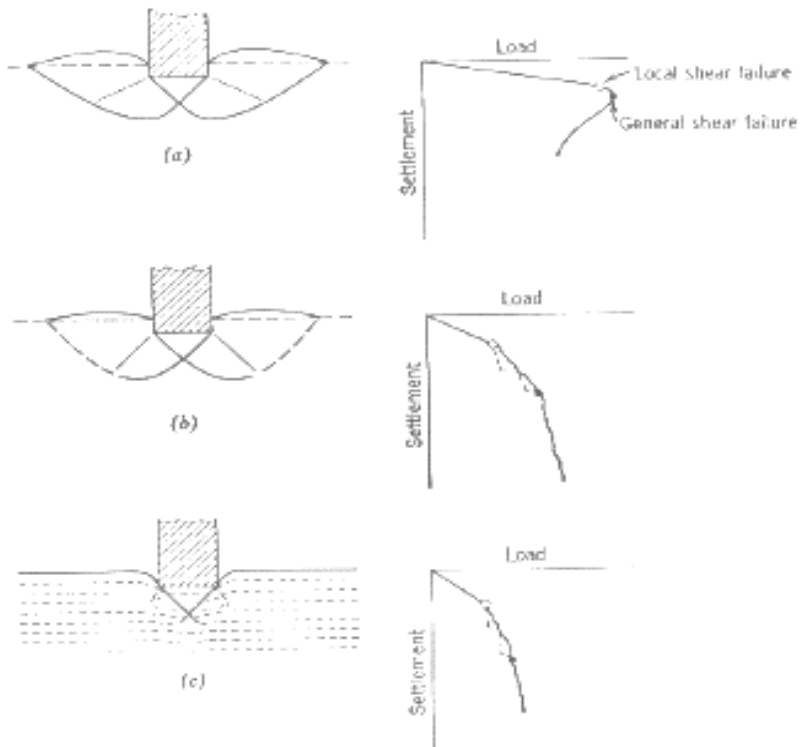 Load
Local shear failure
General shear failure
Settlement
(a)
Load
Settlement
(b)
Load
Settlement
(c)